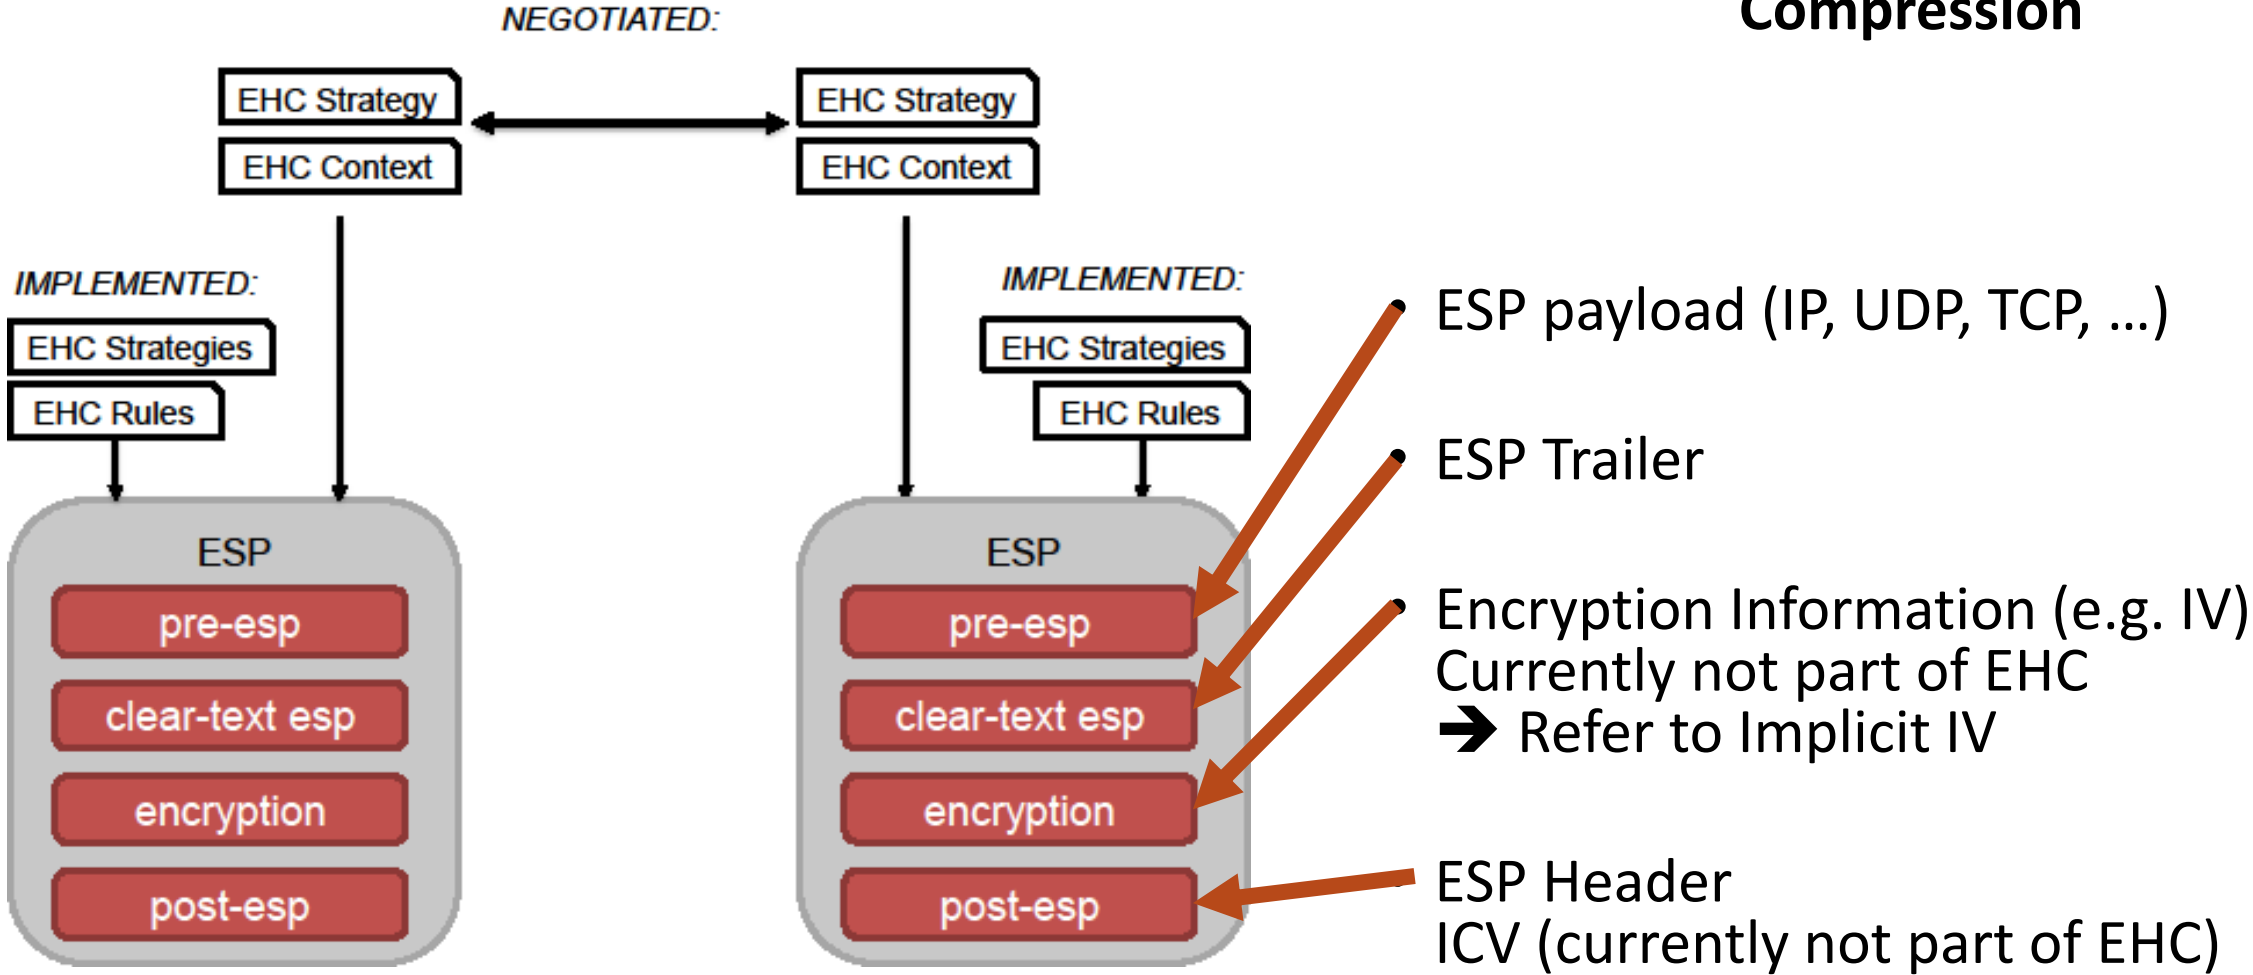 Compression
NEGOTIATED:
EHC Strategy
EHC Context
EHC Strategy
EHC Context
IMPLEMENTED:
EHC Strategies
EHC Rules
IMPLEMENTED:
EHC Strategies
EHC Rules
ESP
pre-esp
clear-text esp
encryption
post-esp
ESP
pre-esp
clear-text esp
encryption
post-esp
• ESP payload (IP, UDP, TCP, ...)
• ESP Trailer
• Encryption Information (e.g. IV)
Currently not part of EHC
➔ Refer to Implicit IV
• ESP Header
ICV (currently not part of EHC)